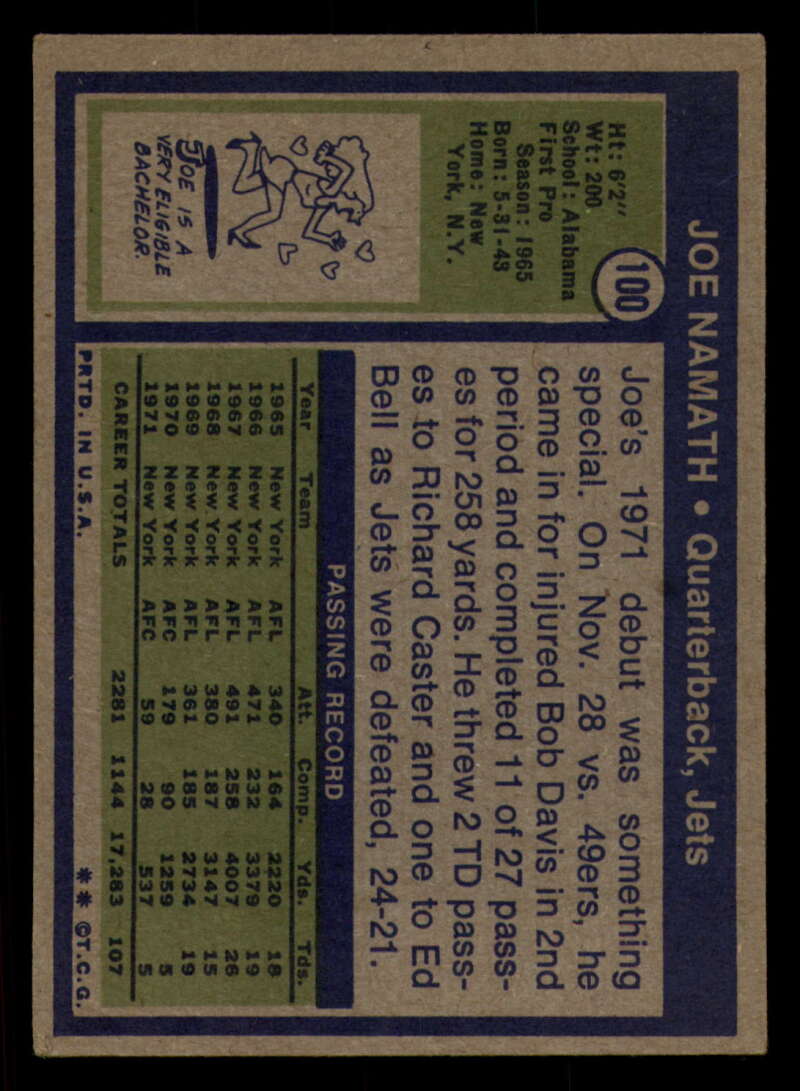 JOE NAMATH • Quarterback, Jets
100
Ht: 6'2"
Wt: 200
School: Alabama
First Pro
Season: 1965
Born: 5-31-43
Home: New
York, N.Y.
JOE IS A
VERY ELIGIBLE
BACHELOR.
Joe's 1971 debut was something
special. On Nov. 28 vs. 49ers, he
came in for injured Bob Davis in 2nd
period and completed 11 of 27 pass-
es for 258 yards. He threw 2 TD pass-
es to Richard Caster and one to Ed
Bell as Jets were defeated, 24-21.
PASSING RECORD
Year Team Att. Comp. Yds. Tds.
1965 New York AFL 340 164 2220 18
1966 New York AFL 471 232 3379 19
1967 New York AFL 491 258 4007 26
1968 New York AFL 380 187 3147 15
1969 New York AFL 361 185 2734 19
1970 New York AFC 179 90 1259 5
1971 New York AFC 59 28 537 5
CAREER TOTALS 2281 1144 17,283 107
PRTD. IN U.S.A. ** ©T.C.G.